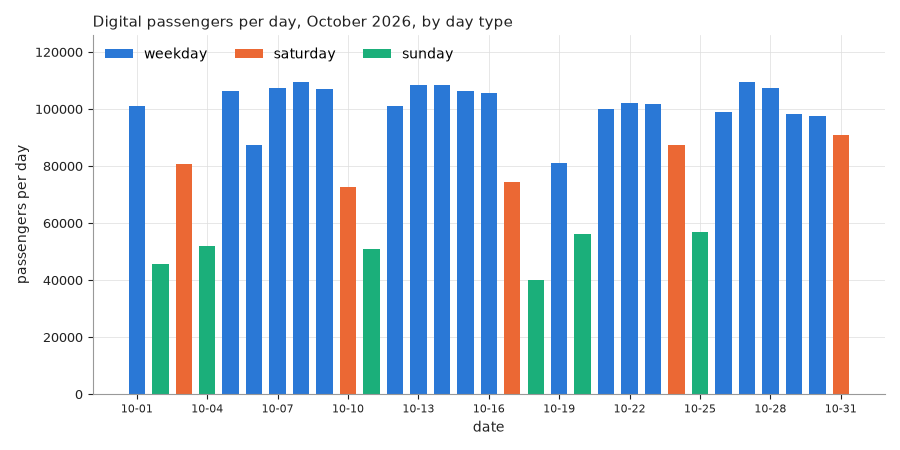 Digital passengers per day, October 2026, by day type
weekday saturday sunday
passengers per day
120000
100000
80000
60000
40000
20000
0
10-01 10-04 10-07 10-10 10-13 10-16 10-19 10-22 10-25 10-28 10-31
date